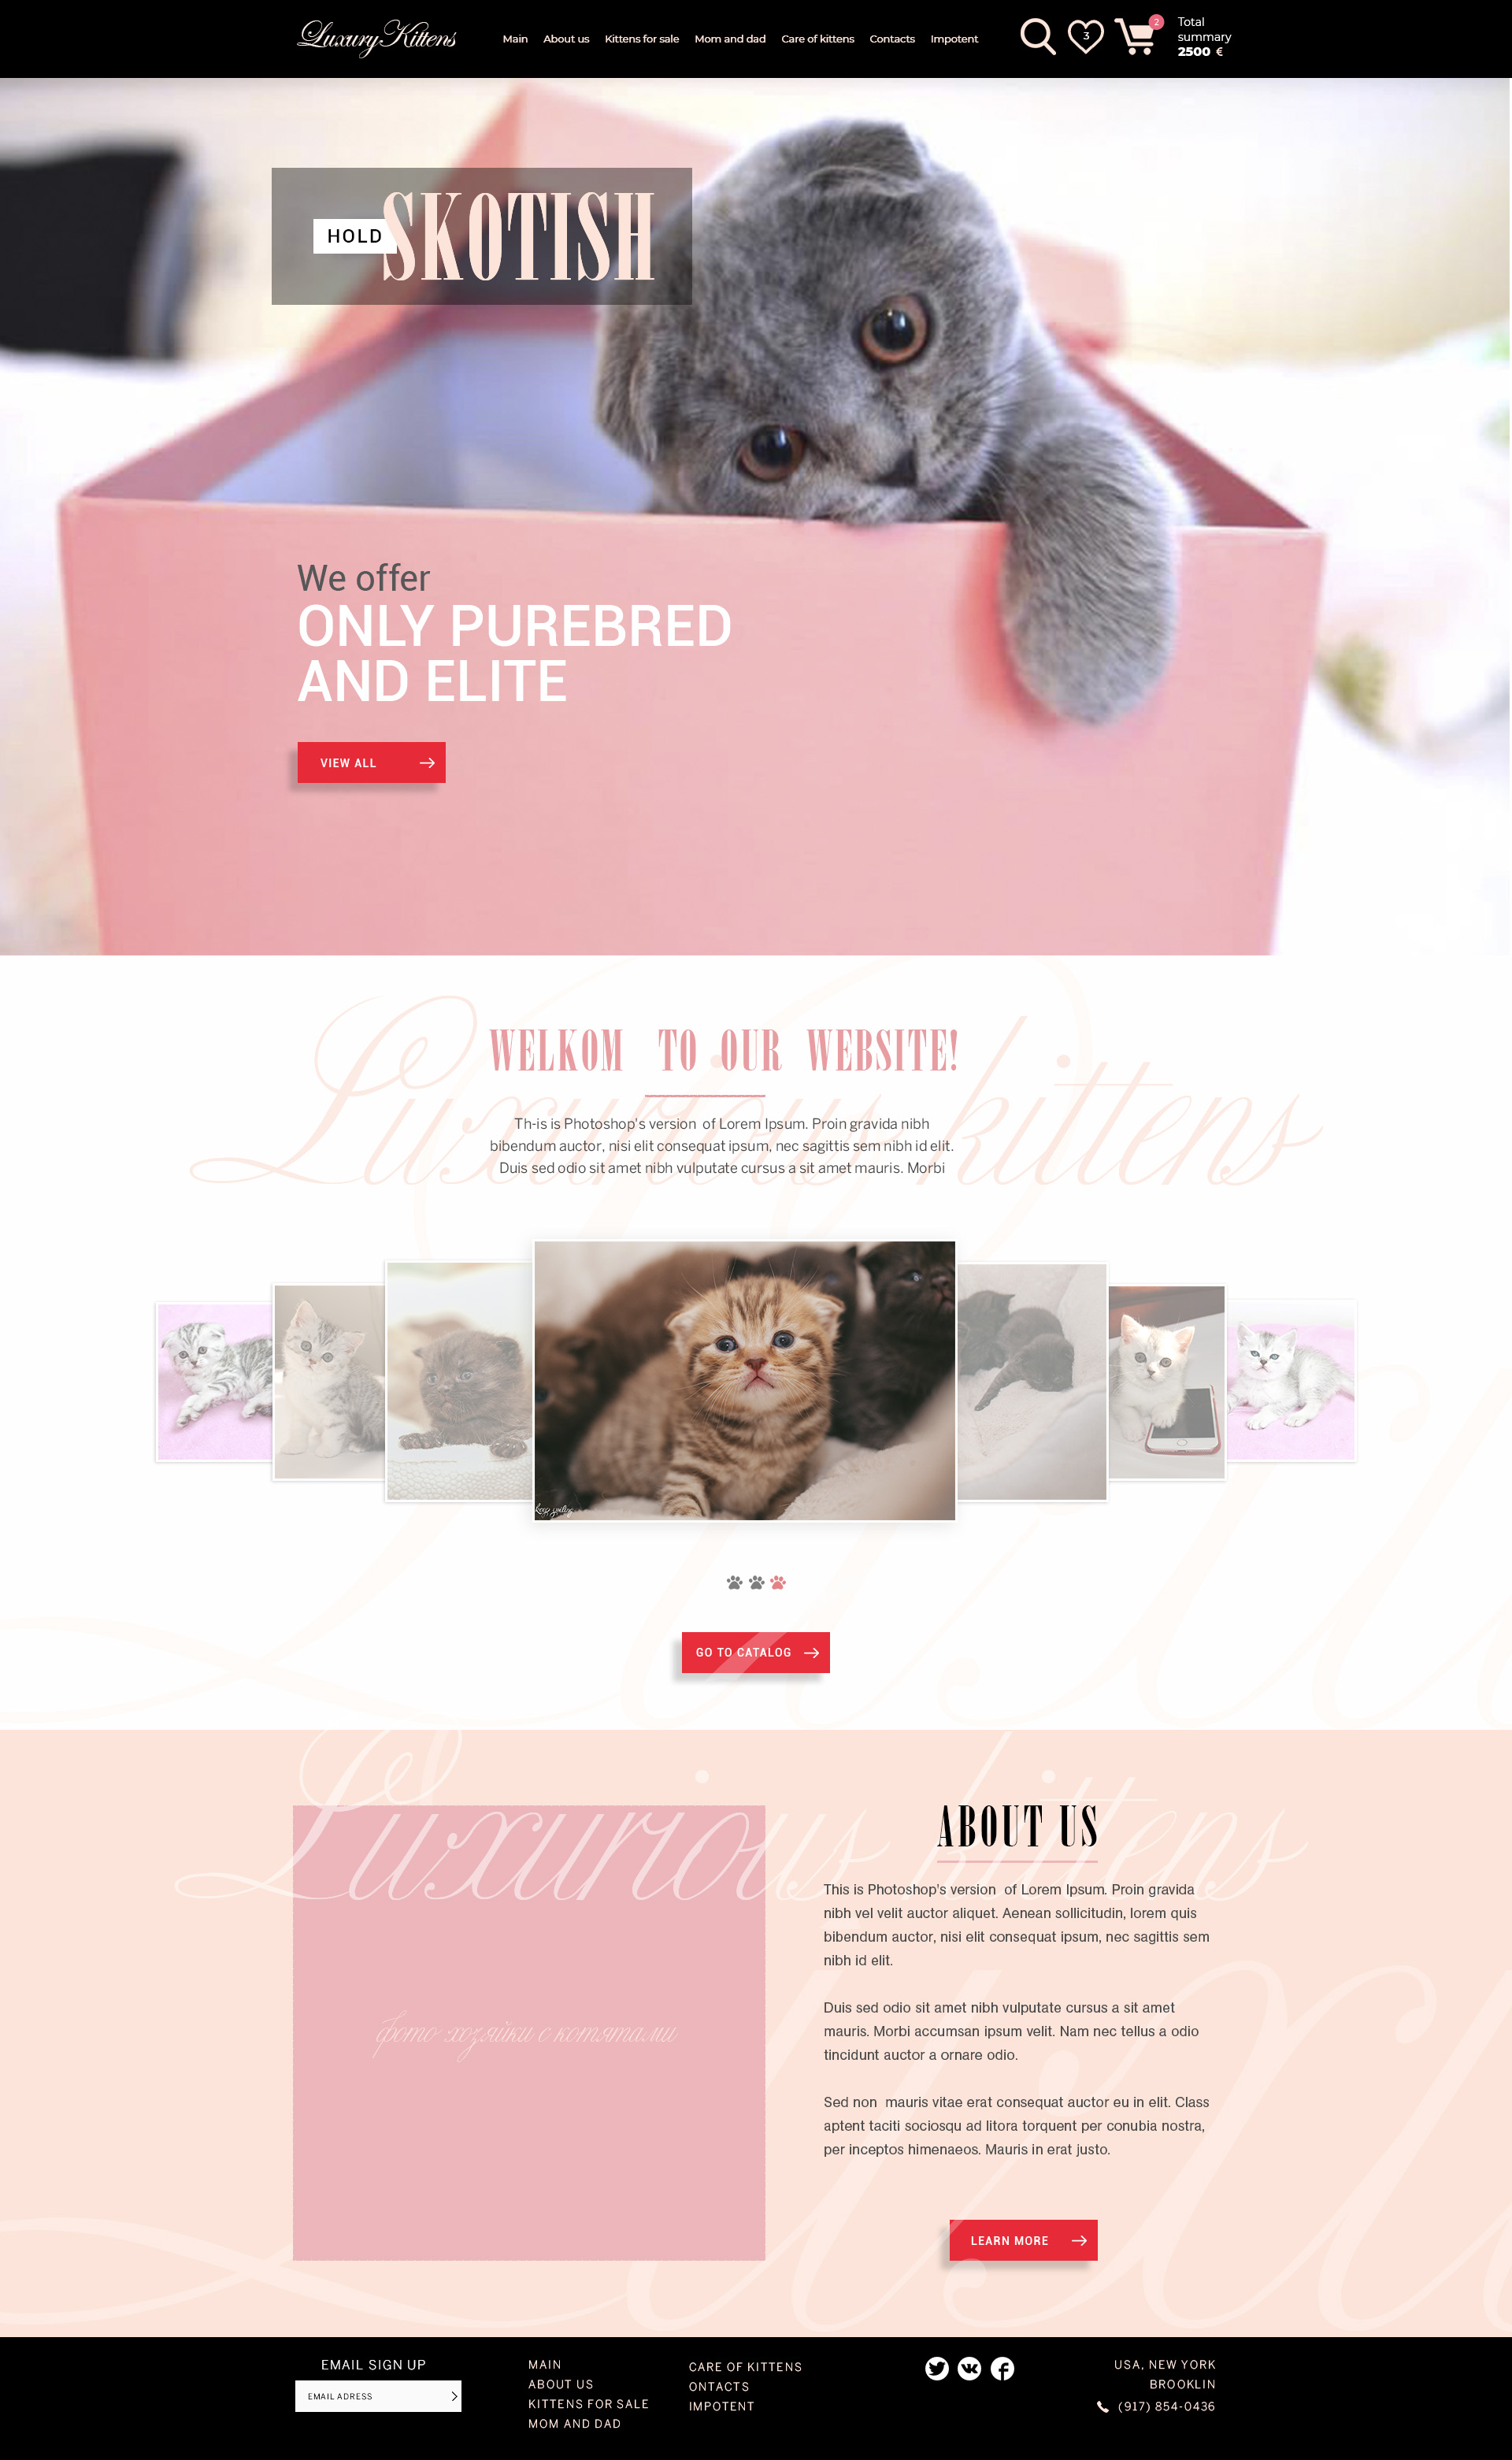 Luxury Kittens
Main About us Kittens for sale Mom and dad Care of kittens Contacts Impotent
3
2
Total
summary
2500 €
HOLD SKOTISH
We offer
ONLY PUREBRED
AND ELITE
VIEW ALL
Luxurious kittens
WELKOM TO OUR WEBSITE!
Th-is is Photoshop's version of Lorem Ipsum. Proin gravida nibh
bibendum auctor, nisi elit consequat ipsum, nec sagittis sem nibh id elit.
Duis sed odio sit amet nibh vulputate cursus a sit amet mauris. Morbi
GO TO CATALOG
Luxurious kittens
фото хозяйки с котятами
ABOUT US
This is Photoshop's version of Lorem Ipsum. Proin gravida
nibh vel velit auctor aliquet. Aenean sollicitudin, lorem quis
bibendum auctor, nisi elit consequat ipsum, nec sagittis sem
nibh id elit.
Duis sed odio sit amet nibh vulputate cursus a sit amet
mauris. Morbi accumsan ipsum velit. Nam nec tellus a odio
tincidunt auctor a ornare odio.
Sed non mauris vitae erat consequat auctor eu in elit. Class
aptent taciti sociosqu ad litora torquent per conubia nostra,
per inceptos himenaeos. Mauris in erat justo.
LEARN MORE
EMAIL SIGN UP
EMAIL ADRESS
MAIN
ABOUT US
KITTENS FOR SALE
MOM AND DAD
CARE OF KITTENS
ONTACTS
IMPOTENT
USA, NEW YORK
BROOKLIN
(917) 854-0436